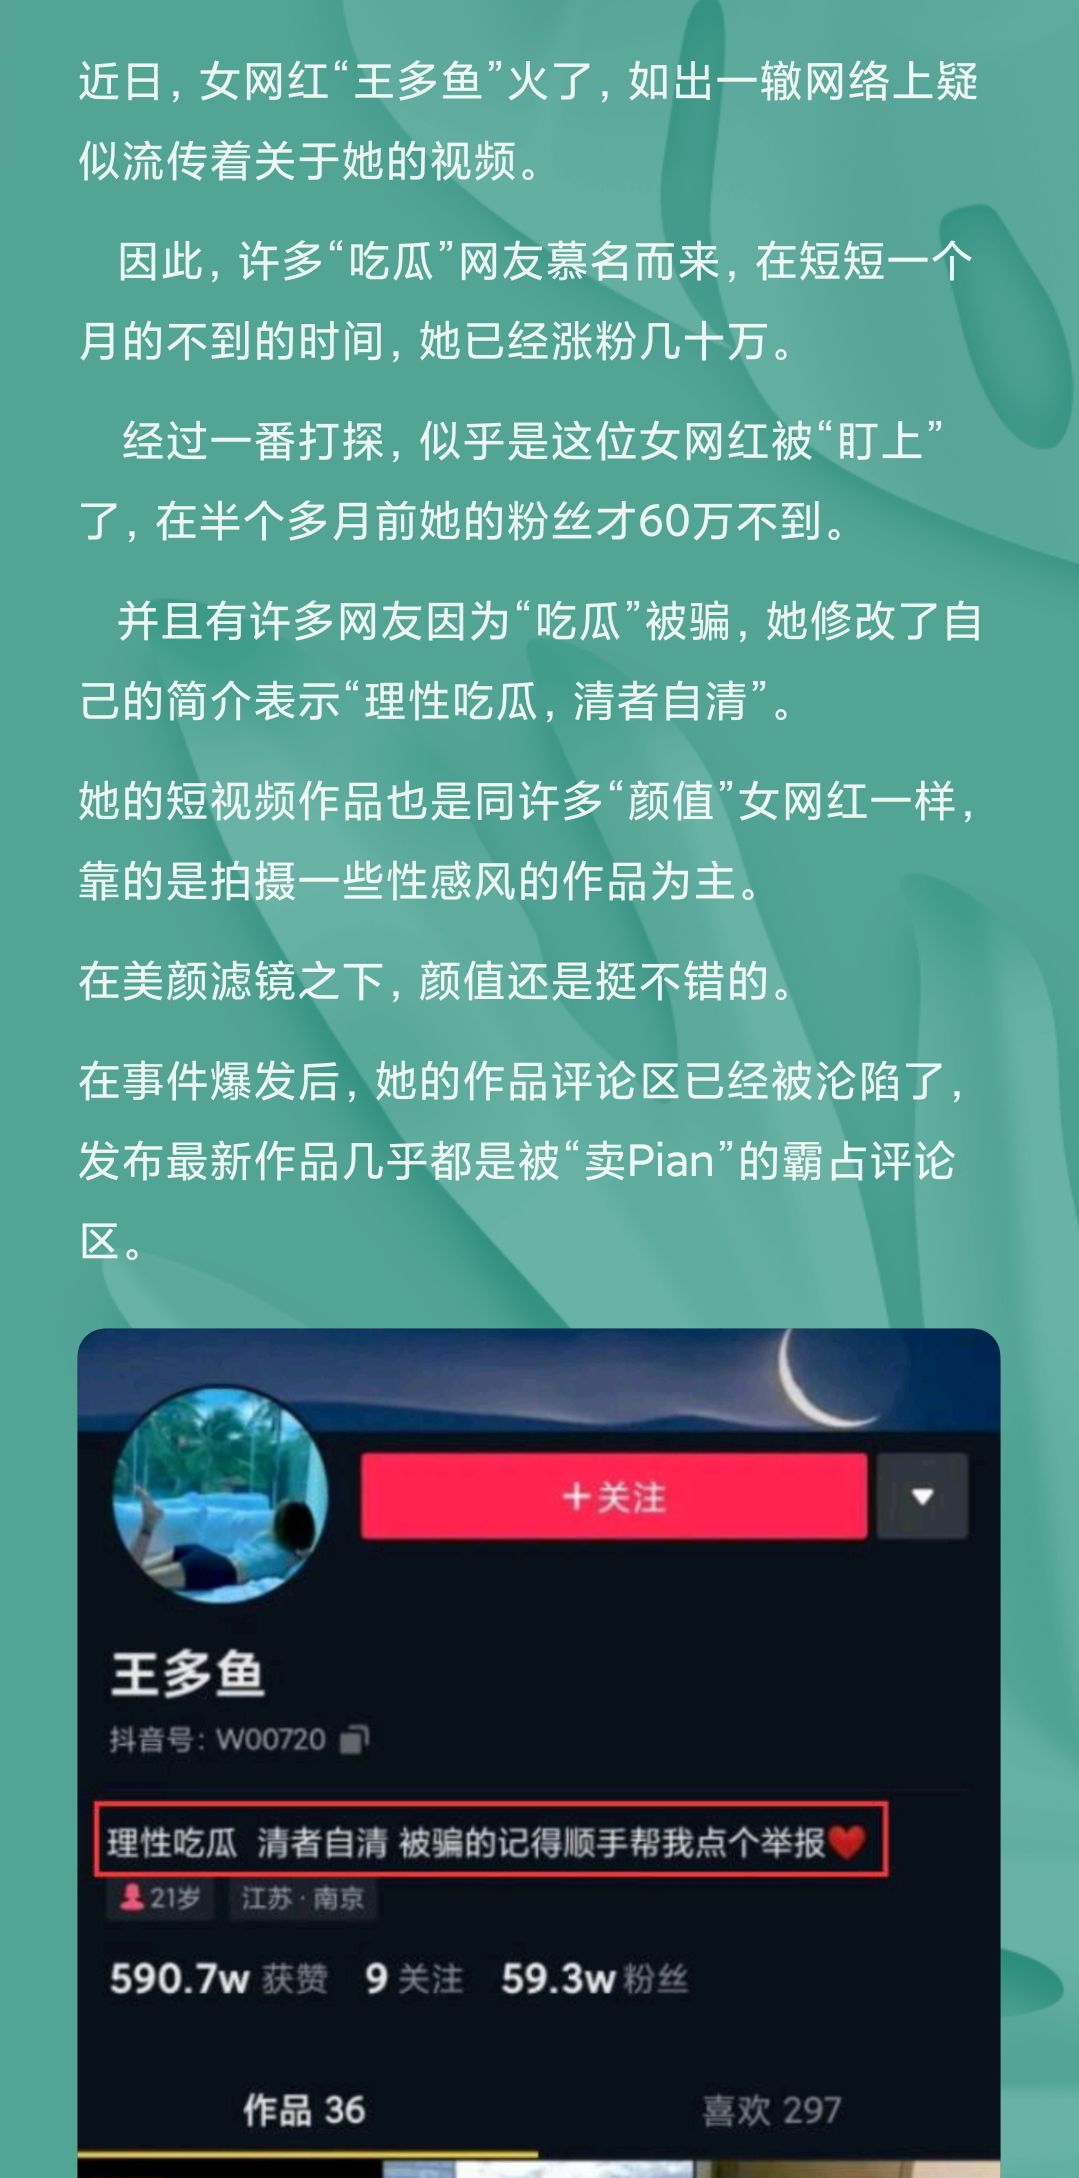 近日，女网红“王多鱼”火了，如出一辙网络上疑
似流传着关于她的视频。
因此，许多“吃瓜”网友慕名而来，在短短一个
月的不到的时间，她已经涨粉几十万。
经过一番打探，似乎是这位女网红被“盯上”
了，在半个多月前她的粉丝才60万不到。
并且有许多网友因为“吃瓜”被骗，她修改了自
己的简介表示“理性吃瓜，清者自清”。
她的短视频作品也是同许多“颜值”女网红一样，
靠的是拍摄一些性感风的作品为主。
在美颜滤镜之下，颜值还是挺不错的。
在事件爆发后，她的作品评论区已经被沦陷了，
发布最新作品几乎都是被“卖Pian”的霸占评论
区。
+关注
王多鱼
抖音号：W00720
理性吃瓜 清者自清 被骗的记得顺手帮我点个举报❤
21岁 江苏·南京
590.7w 获赞 9 关注 59.3w 粉丝
作品 36 喜欢 297